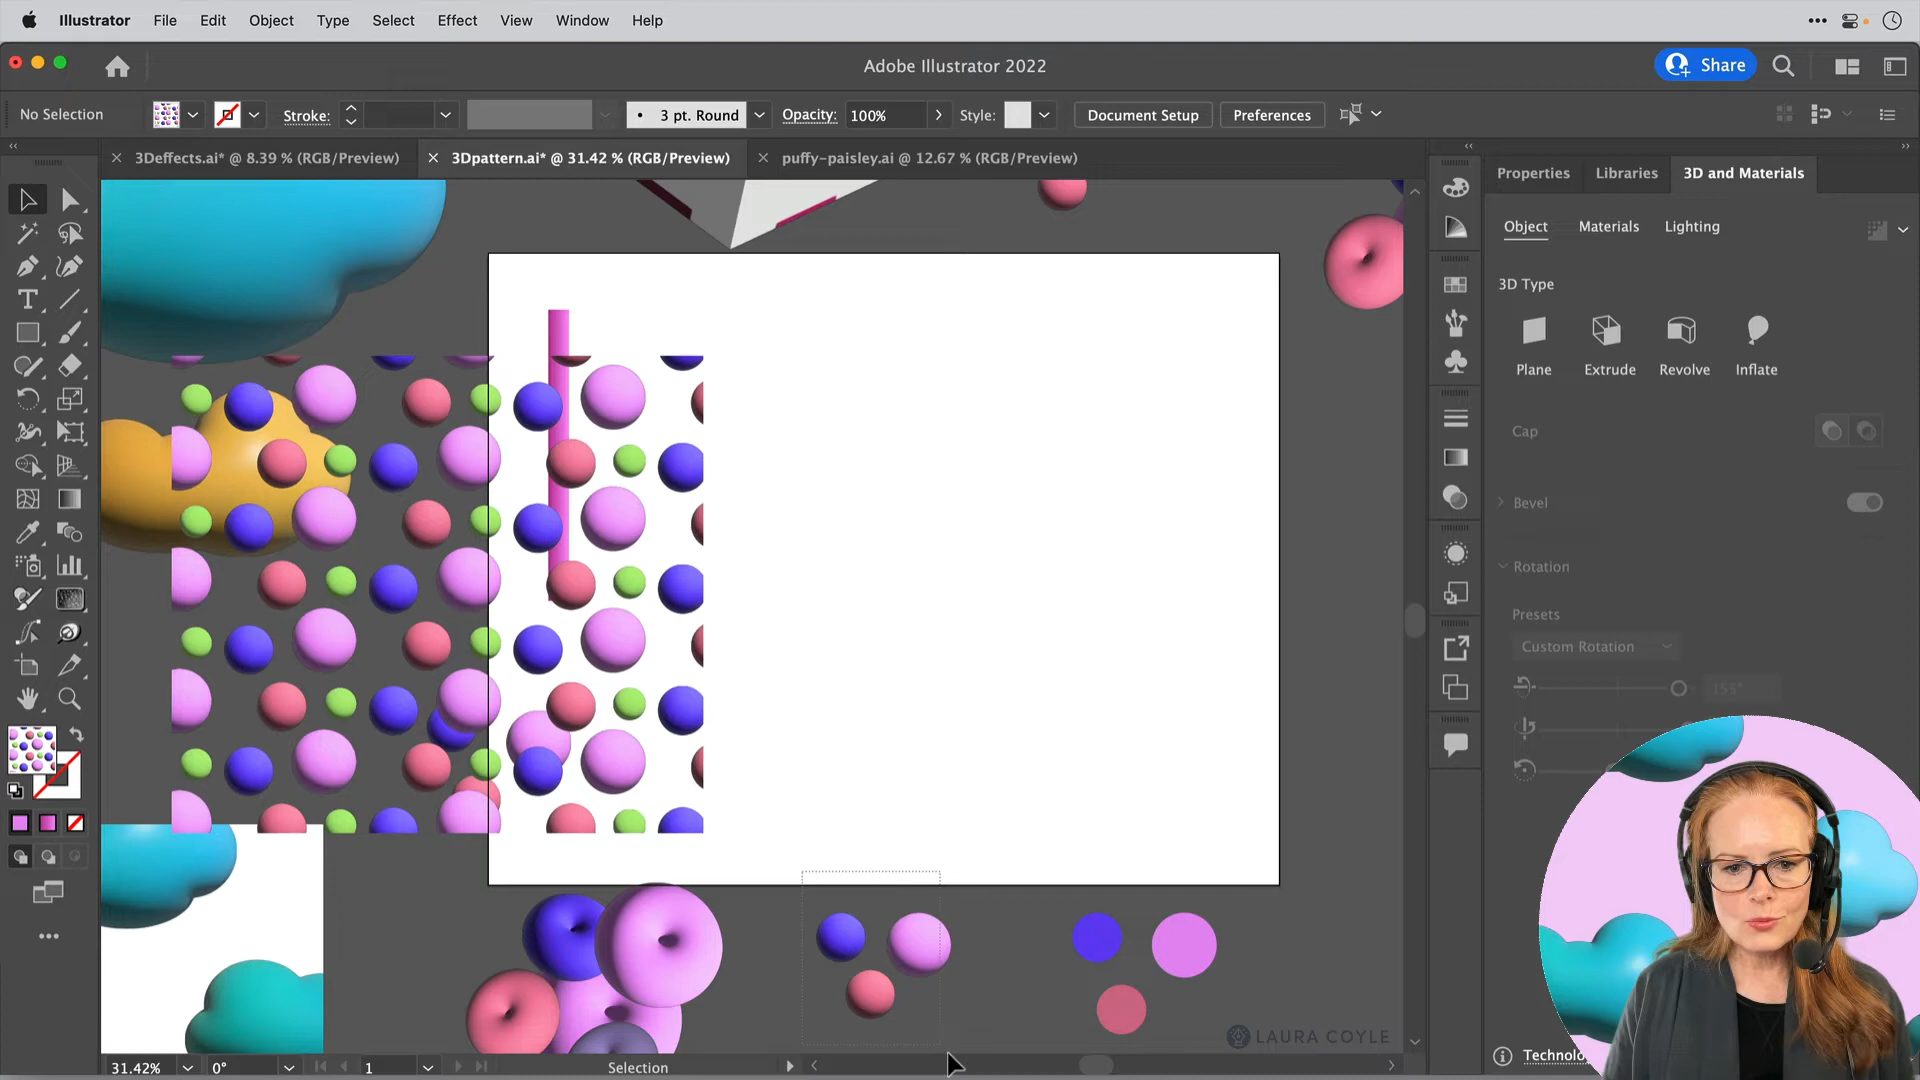 Illustrator File Edit Object Type Select Effect View Window Help
Adobe Illustrator 2022
Share
No Selection
Stroke:
3 pt. Round
Opacity: 100%
Style:
Document Setup
Preferences
3Deffects.ai* @ 8.39 % (RGB/Preview)
3Dpattern.ai* @ 31.42 % (RGB/Preview)
puffy-paisley.ai @ 12.67 % (RGB/Preview)
Properties Libraries 3D and Materials
Object Materials Lighting
3D Type
Plane Extrude Revolve Inflate
Cap
Bevel
Rotation
Presets
Custom Rotation
155°
LAURA COYLE
Technolo
31.42% 0° 1 Selection